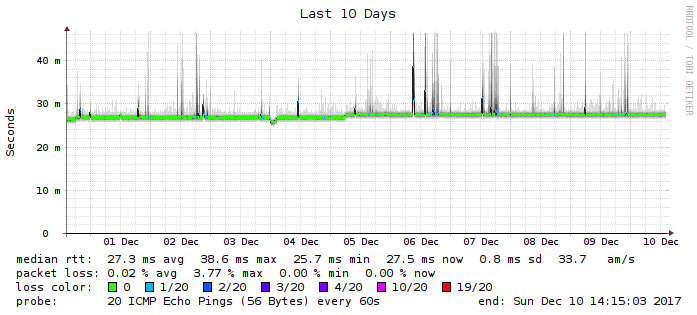 Last 10 Days
RRDTOOL / TOBI OETIKER
Seconds
40 m
30 m
20 m
10 m
0
01 Dec 02 Dec 03 Dec 04 Dec 05 Dec 06 Dec 07 Dec 08 Dec 09 Dec 10 Dec
median rtt: 27.3 ms avg 38.6 ms max 25.7 ms min 27.5 ms now 0.8 ms sd 33.7 am/s
packet loss: 0.02 % avg 3.77 % max 0.00 % min 0.00 % now
loss color: 0 1/20 2/20 3/20 4/20 10/20 19/20
probe: 20 ICMP Echo Pings (56 Bytes) every 60s end: Sun Dec 10 14:15:03 2017